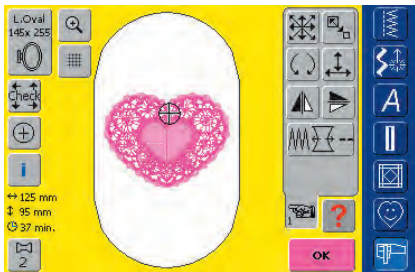 L.Oval
145x 255
Check
i
↔ 125 mm
↕ 95 mm
37 min.
2
1
?
OK
A